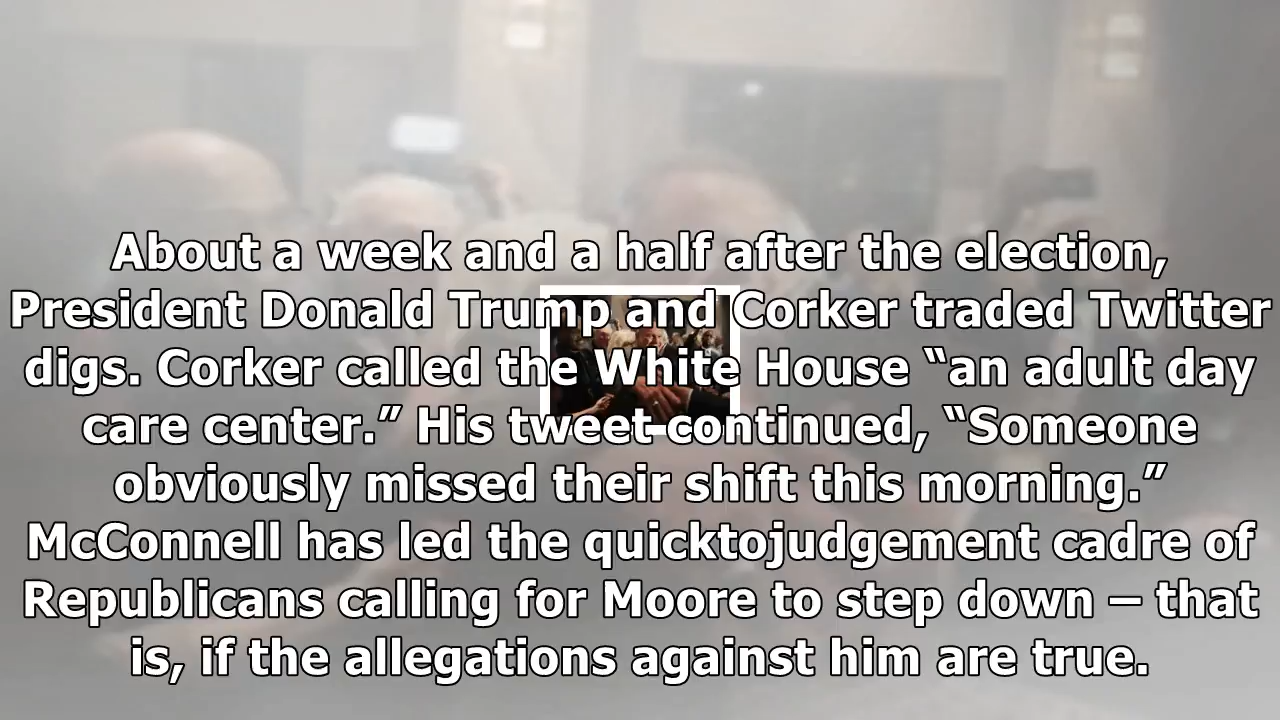 About a week and a half after the election,
President Donald Trump and Corker traded Twitter
digs. Corker called the White House “an adult day
care center.” His tweet continued, “Someone
obviously missed their shift this morning.”
McConnell has led the quicktojudgement cadre of
Republicans calling for Moore to step down – that
is, if the allegations against him are true.